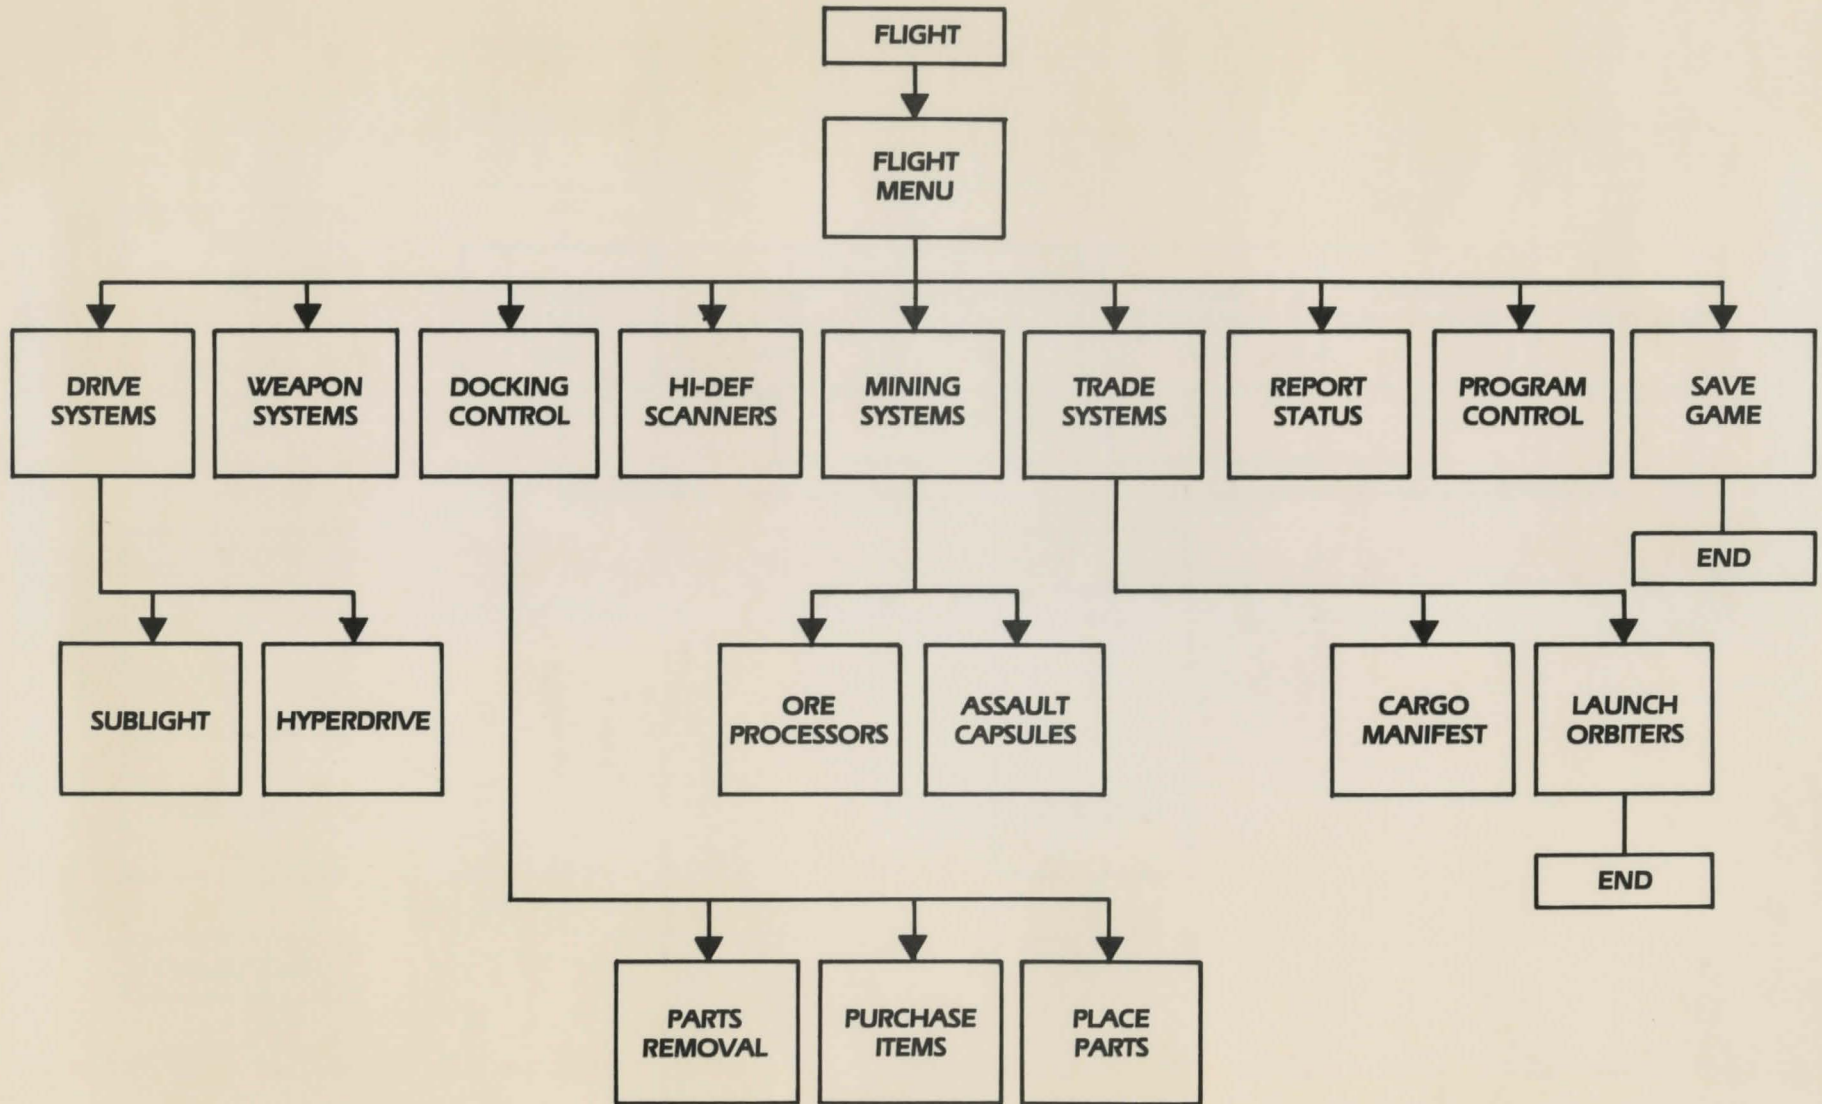 FLIGHT
FLIGHT
MENU
DRIVE
SYSTEMS
WEAPON
SYSTEMS
DOCKING
CONTROL
HI-DEF
SCANNERS
MINING
SYSTEMS
TRADE
SYSTEMS
REPORT
STATUS
PROGRAM
CONTROL
SAVE
GAME
END
SUBLIGHT
HYPERDRIVE
ORE
PROCESSORS
ASSAULT
CAPSULES
CARGO
MANIFEST
LAUNCH
ORBITERS
END
PARTS
REMOVAL
PURCHASE
ITEMS
PLACE
PARTS